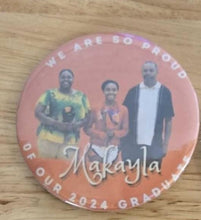 WE ARE SO PROUD
Makayla
OF OUR 2024 GRADUATE